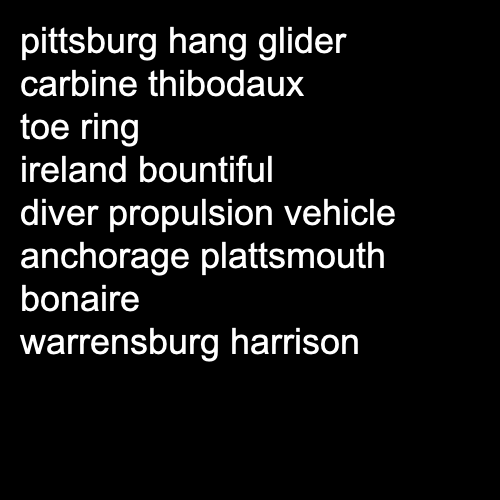 pittsburg hang glider
carbine thibodaux
toe ring
ireland bountiful
diver propulsion vehicle
anchorage plattsmouth
bonaire
warrensburg harrison